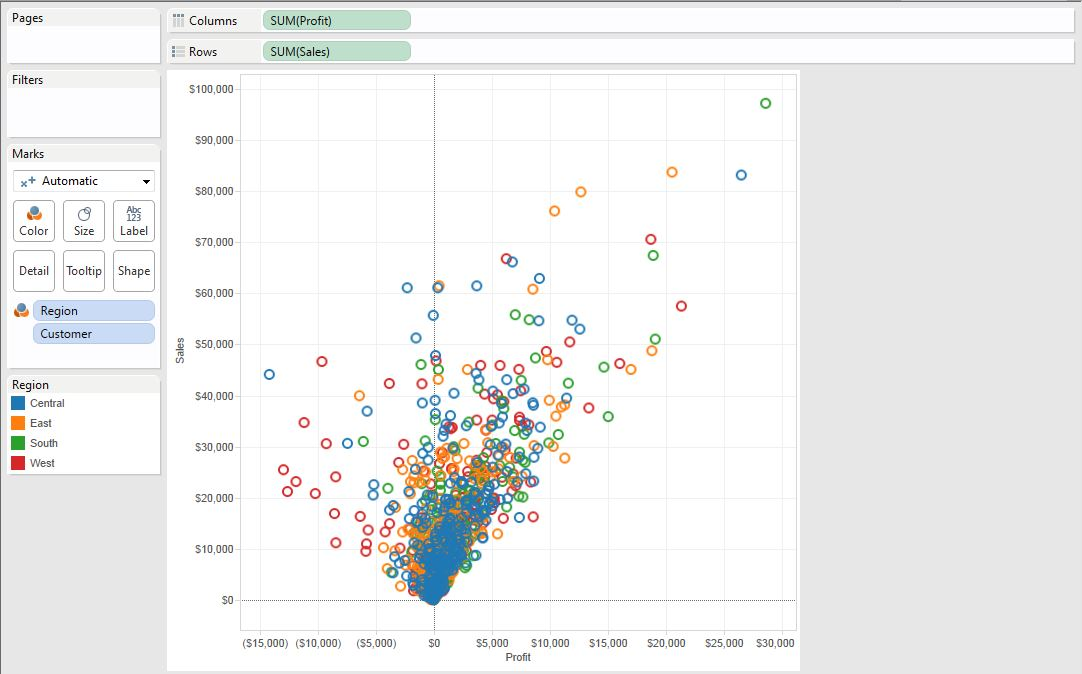 Pages
Columns SUM(Profit)
Rows SUM(Sales)
Filters
Marks
Automatic
Color Size Abc 123 Label
Detail Tooltip Shape
Region
Customer
Region
Central
East
South
West
Sales
$100,000
$90,000
$80,000
$70,000
$60,000
$50,000
$40,000
$30,000
$20,000
$10,000
$0
($15,000) ($10,000) ($5,000) $0 $5,000 $10,000 $15,000 $20,000 $25,000 $30,000
Profit